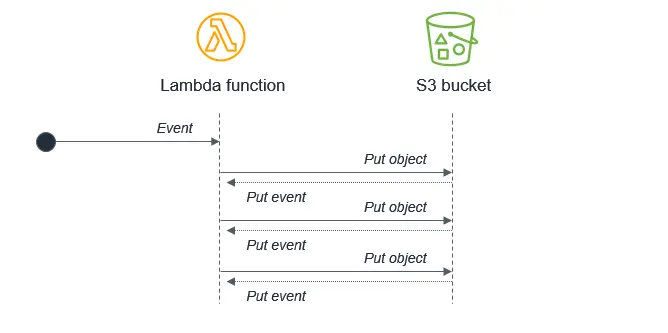 Lambda function
S3 bucket
Event
Put object
Put event
Put object
Put event
Put object
Put event